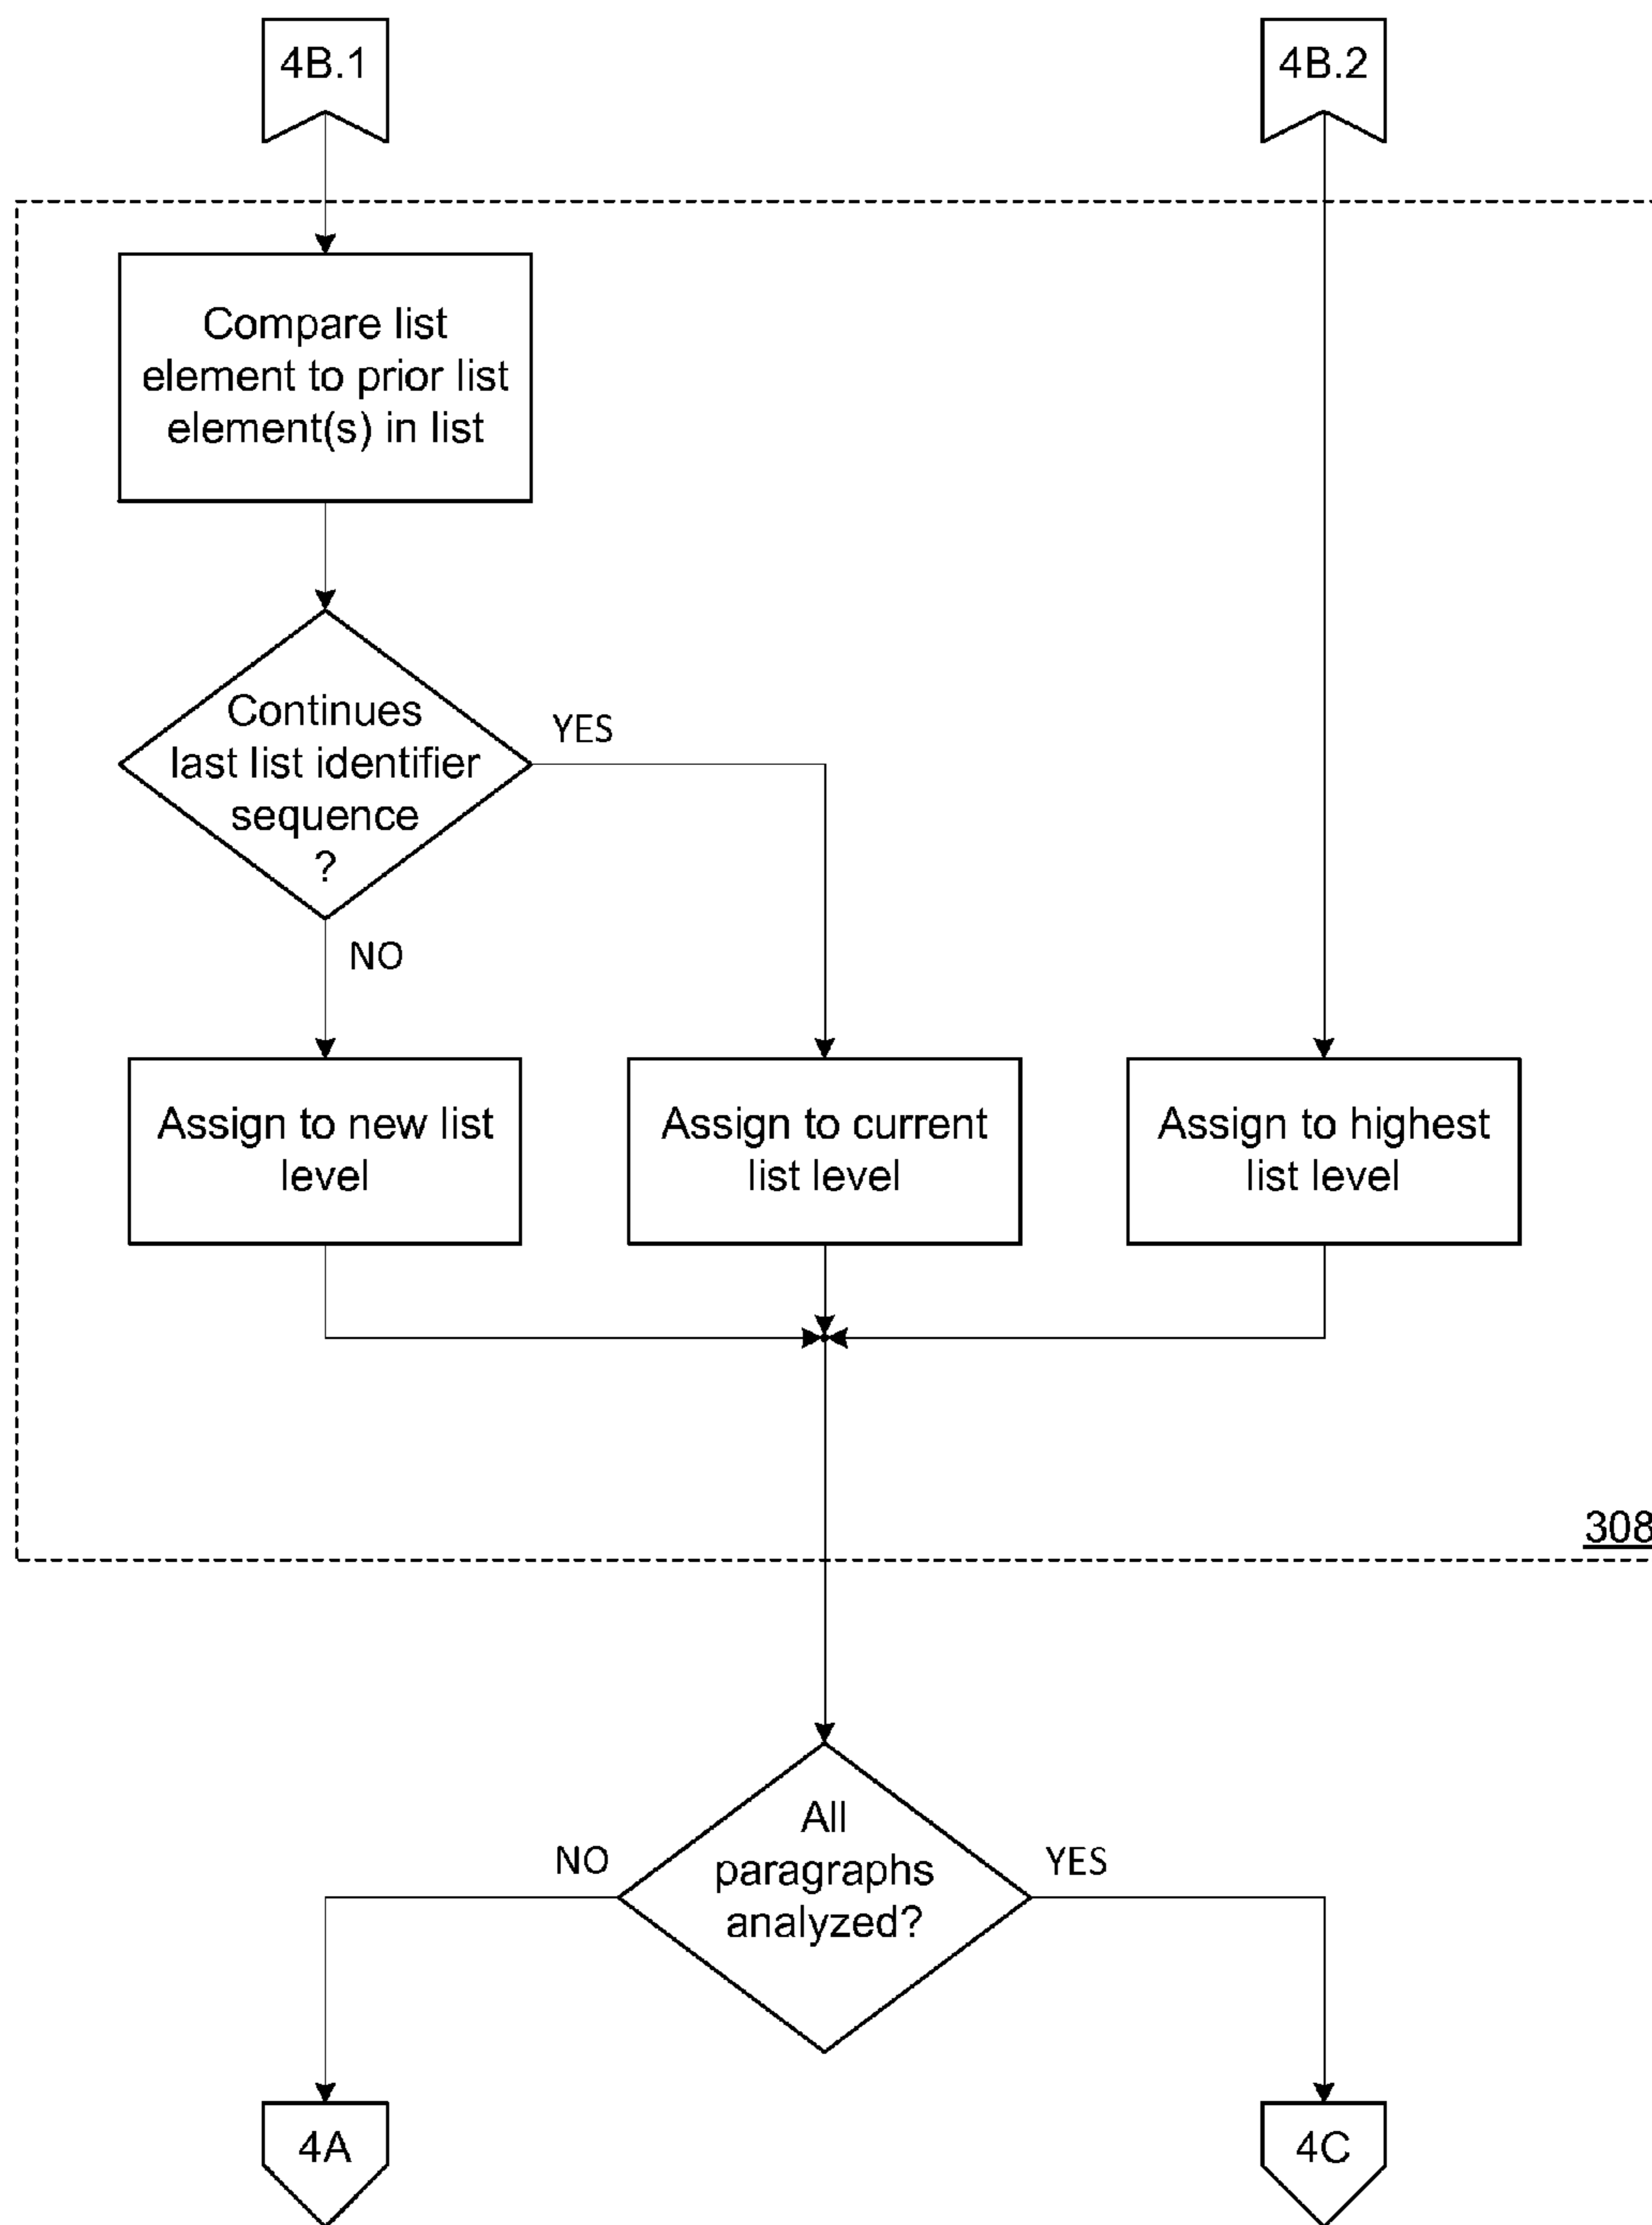 4B.1
4B.2
Compare list
element to prior list
element(s) in list
Continues
last list identifier
sequence
?
YES
NO
Assign to new list
level
Assign to current
list level
Assign to highest
list level
308
All
paragraphs
analyzed?
NO
YES
4A
4C